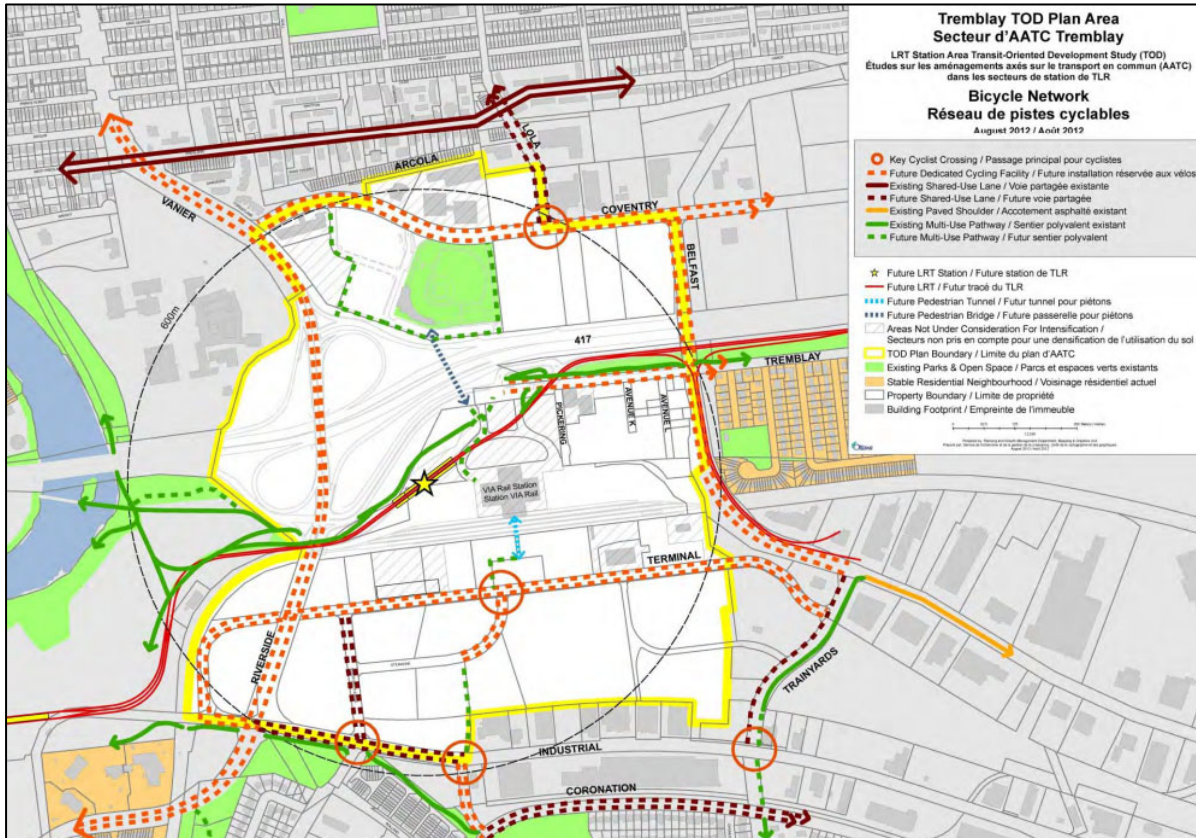 Tremblay TOD Plan Area
Secteur d'AATC Tremblay
LRT Station Area Transit-Oriented Development Study (TOD)
Études sur les aménagements axés sur le transport en commun (AATC)
dans les secteurs de station de TLR
Bicycle Network
Réseau de pistes cyclables
August 2012 / Août 2012
Key Cyclist Crossing / Passage principal pour cyclistes
Future Dedicated Cycling Facility / Future installation réservée aux vélos
Existing Shared-Use Lane / Voie partagée existante
Future Shared-Use Lane / Future voie partagée
Existing Paved Shoulder / Accotement asphalté existant
Existing Multi-Use Pathway / Sentier polyvalent existant
Future Multi-Use Pathway / Futur sentier polyvalent
Future LRT Station / Future station de TLR
Future LRT / Futur tracé du TLR
Future Pedestrian Tunnel / Futur tunnel pour piétons
Future Pedestrian Bridge / Future passerelle pour piétons
Areas Not Under Consideration For Intensification /
Secteurs non pris en compte pour une densification de l'utilisation du sol
TOD Plan Boundary / Limite du plan d'AATC
Existing Parks & Open Space / Parcs et espaces verts existants
Stable Residential Neighbourhood / Voisinage résidentiel actuel
Property Boundary / Limite de propriété
Building Footprint / Empreinte de l'immeuble
LOLA
ARCOLA
VANIER
COVENTRY
BELFAST
600m
417
TREMBLAY
PICKERING
AVENUE K
AVENUE L
VIA Rail Station
Station VIA Rail
TERMINAL
RIVERSIDE
TRAINYARDS
INDUSTRIAL
CORONATION